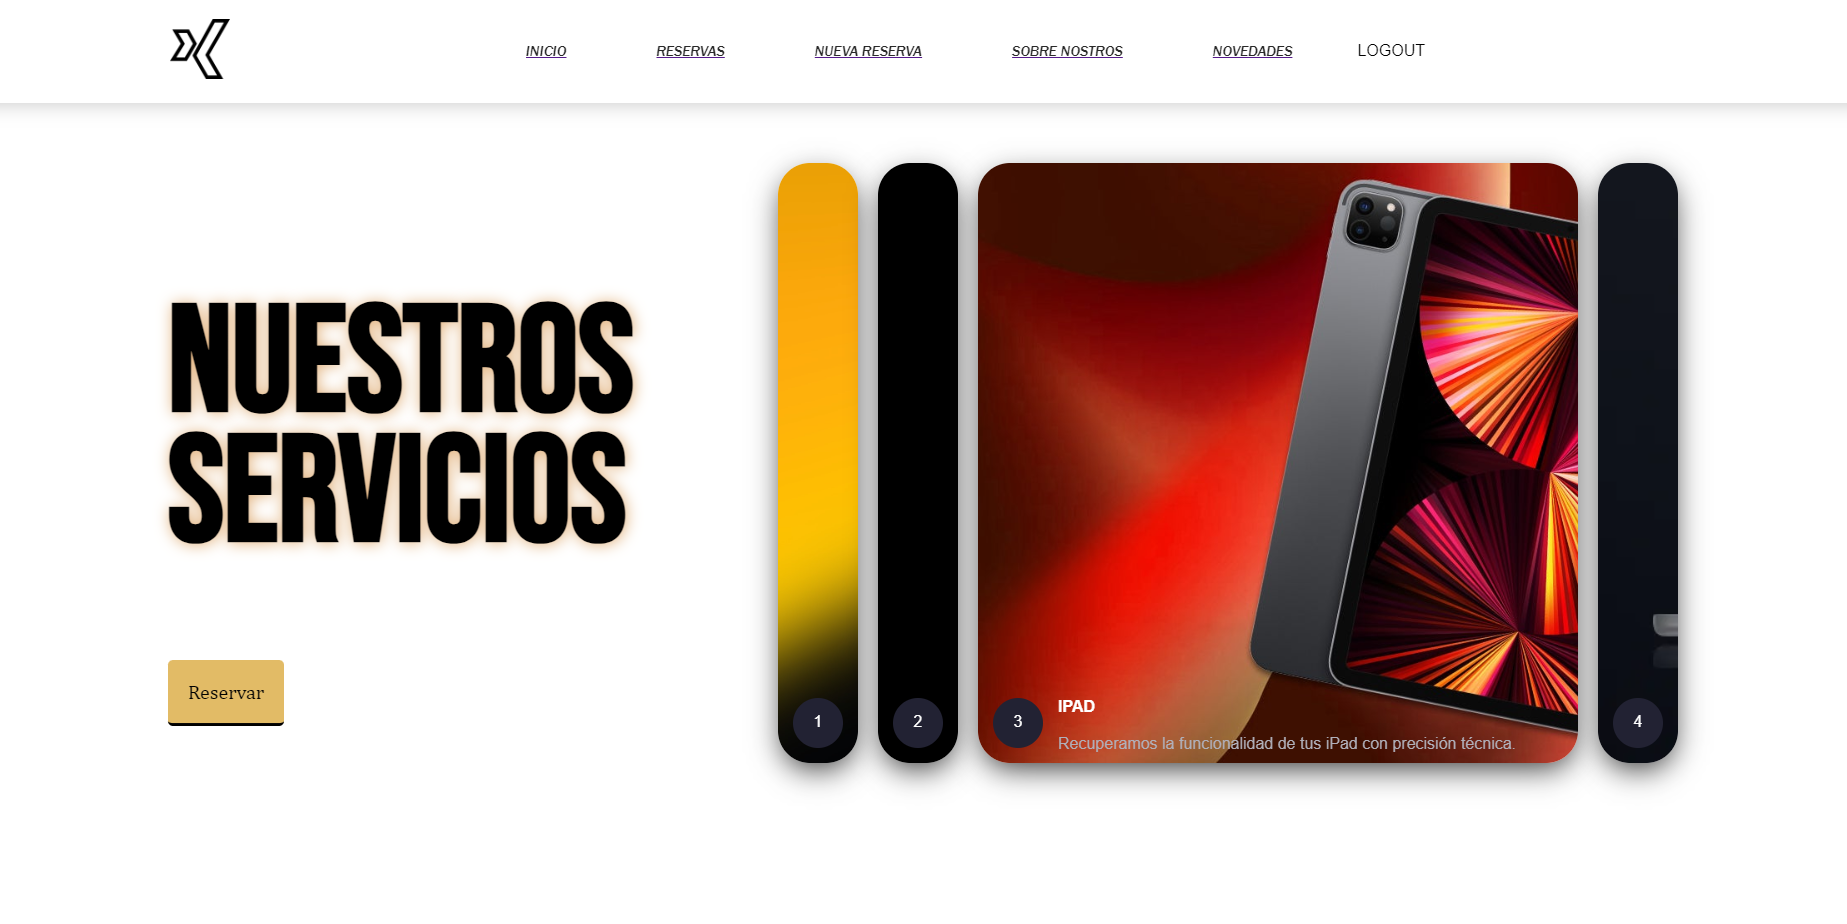 INICIO
RESERVAS
NUEVA RESERVA
SOBRE NOSTROS
NOVEDADES
LOGOUT
NUESTROS
SERVICIOS
Reservar
1
2
3
IPAD
Recuperamos la funcionalidad de tus iPad con precisión técnica.
4